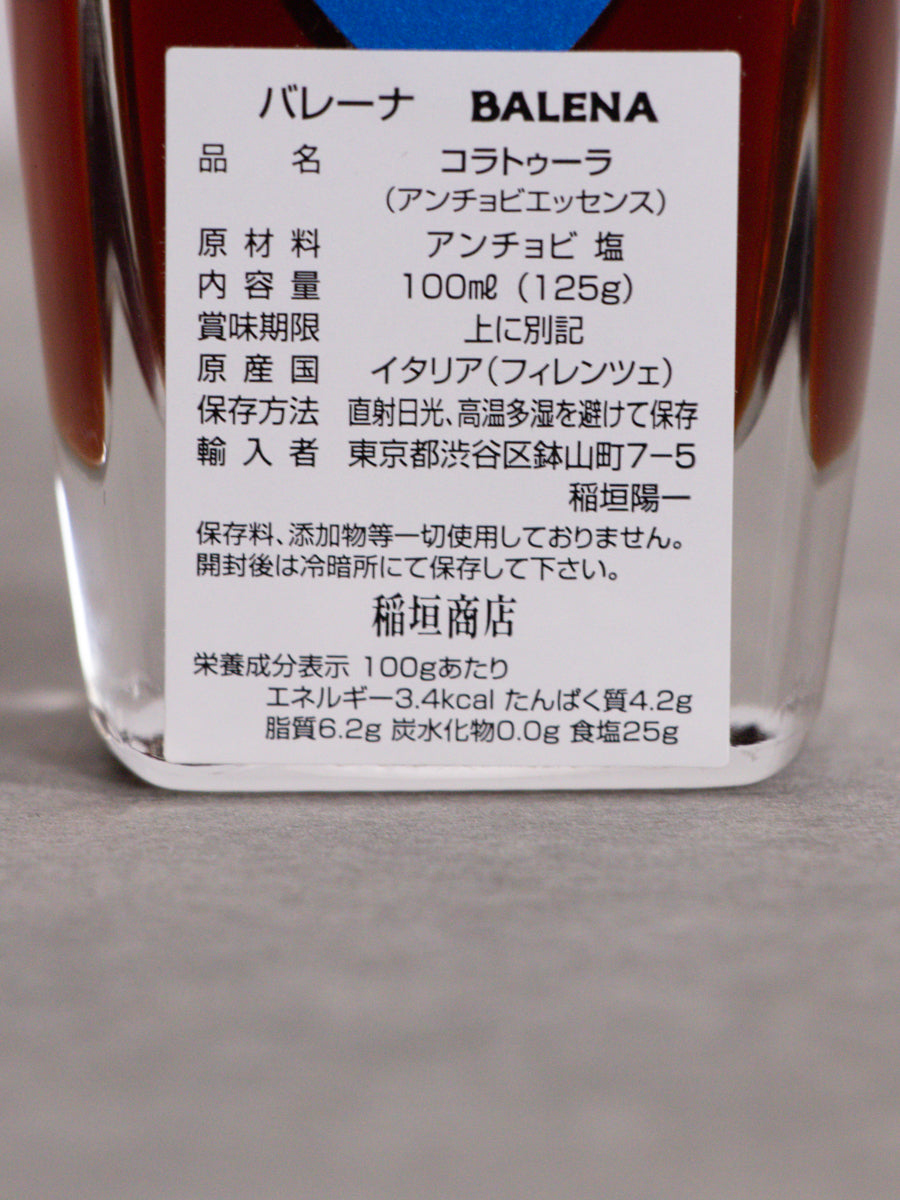 バレーナ BALENA
品名 コラトゥーラ
(アンチョビエッセンス)
原材料 アンチョビ 塩
内容量 100㎖ (125g)
賞味期限 上に別記
原産国 イタリア(フィレンツェ)
保存方法 直射日光、高温多湿を避けて保存
輸入者 東京都渋谷区鉢山町7-5
稲垣陽一
保存料、添加物等一切使用しておりません。
開封後は冷暗所にて保存して下さい。
稲垣商店
栄養成分表示 100gあたり
エネルギー3.4kcal たんぱく質4.2g
脂質6.2g 炭水化物0.0g 食塩25g